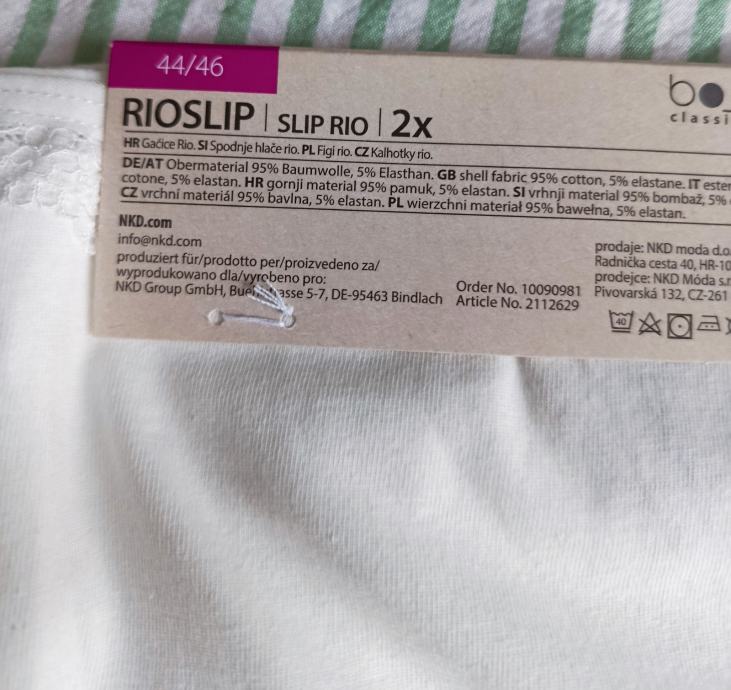 44/46
RIOSLIP | SLIP RIO | 2x
classi
HR Gaćice Rio. SI Spodnje hlače rio. PL Figi rio. CZ Kalhotky rio.
DE/AT Obermaterial 95% Baumwolle, 5% Elasthan. GB shell fabric 95% cotton, 5% elastane. IT ester
cotone, 5% elastan. HR gornji material 95% pamuk, 5% elastan. SI vrhnji material 95% bombaž, 5%
CZ vrchní materiál 95% bavlna, 5% elastan. PL wierzchni materiał 95% bawełna, 5% elastan.
NKD.com
info@nkd.com
produziert für/prodotto per/proizvedeno za/
wyprodukowano dla/vyrobeno pro:
NKD Group GmbH, 5-7, DE-95463 Bindlach
Order No. 10090981
Article No. 2112629
prodaje: NKD moda d.o.
Radnička cesta 40, HR-10
prodejce: NKD Móda s.r
Pivovarská 132, CZ-261
40